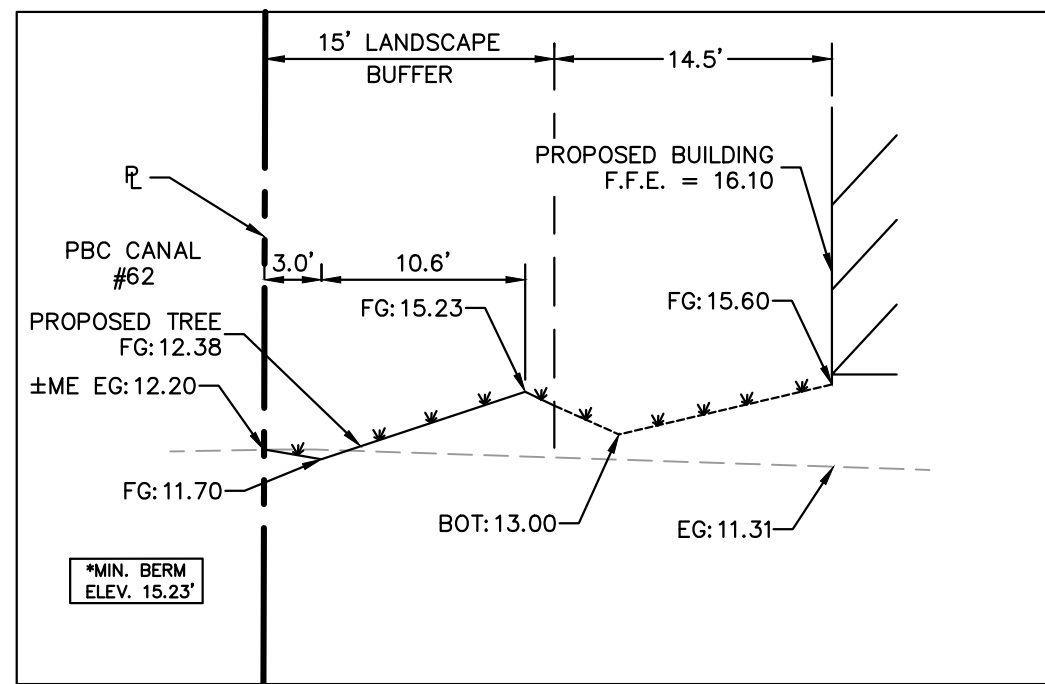 15' LANDSCAPE
BUFFER
14.5'
PROPOSED BUILDING
F.F.E. = 16.10
PL
PBC CANAL
#62
3.0'
10.6'
FG:15.23
FG:15.60
PROPOSED TREE
FG:12.38
±ME EG:12.20
FG:11.70
BOT:13.00
EG:11.31
*MIN. BERM
ELEV. 15.23'